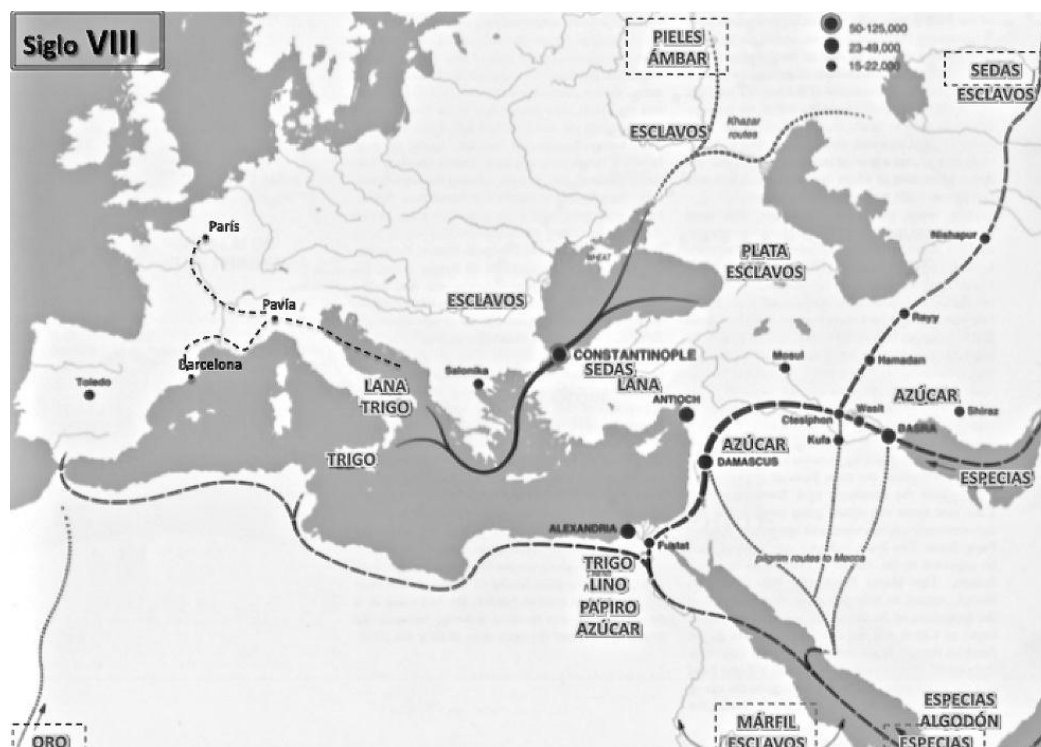 Siglo VIII
PIELES
ÁMBAR
50-125,000
23-49,000
15-22,000
SEDAS
ESCLAVOS
ESCLAVOS
Khazar
routes
París
Nishapur
WHEAT
PLATA
ESCLAVOS
ESCLAVOS
Pavía
Rayy
Barcelona
CONSTANTINOPLE
SEDAS
LANA
Mosul
Hamadan
Toledo
Salonika
LANA
TRIGO
ANTIOCH
AZÚCAR
Ctesiphon
Wasit
Shiraz
Kufa
BASRA
TRIGO
AZÚCAR
DAMASCUS
ESPECIAS
ALEXANDRIA
Fustat
TRIGO
LINO
PAPIRO
AZÚCAR
pilgrim routes to Mecca
ESPECIAS
ALGODÓN
ESPECIAS
MÁRFIL
ESCLAVOS
ORO